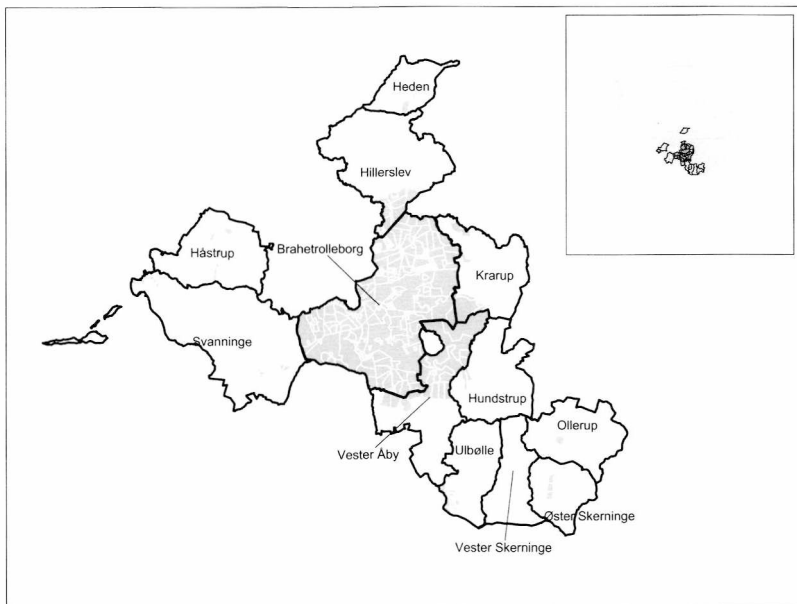 Heden
Hillerslev
Håstrup
Brahetrolleborg
Krarup
Svanninge
Hundstrup
Ollerup
Vester Åby
Ulbølle
Øster Skerninge
Vester Skerninge